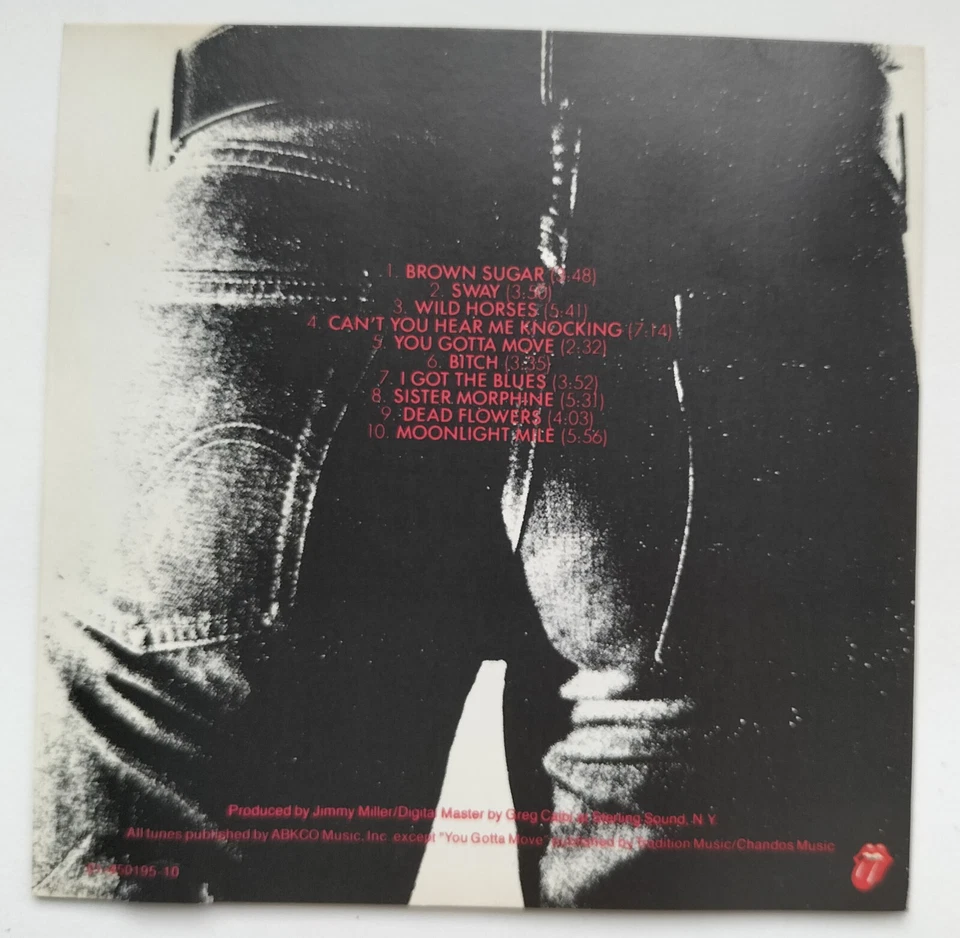 1. BROWN SUGAR (3:48)
2. SWAY (3:50)
3. WILD HORSES (5:41)
4. CAN'T YOU HEAR ME KNOCKING (7:14)
5. YOU GOTTA MOVE (2:32)
6. BITCH (3:35)
7. I GOT THE BLUES (3:52)
8. SISTER MORPHINE (5:31)
9. DEAD FLOWERS (4:03)
10. MOONLIGHT MILE (5:56)
Produced by Jimmy Miller/Digital Master by Greg Calbi at Sterling Sound, N.Y.
All tunes published by ABKCO Music, Inc. except "You Gotta Move" published by Tradition Music/Chandos Music